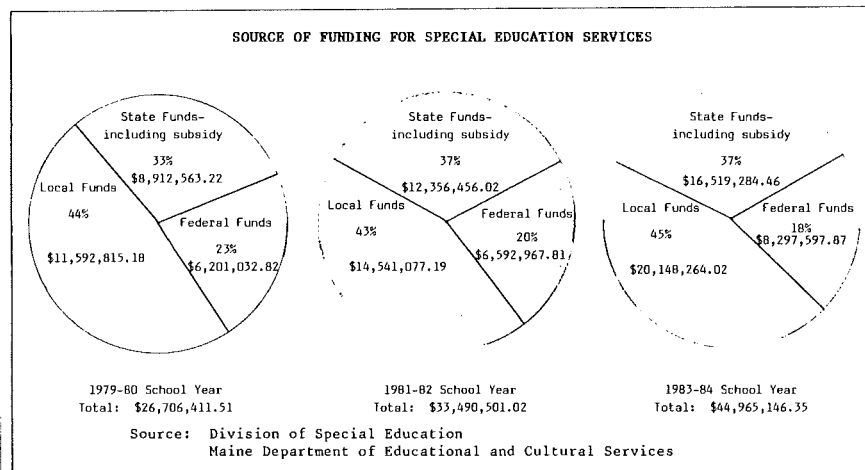 SOURCE OF FUNDING FOR SPECIAL EDUCATION SERVICES
State Funds-
including subsidy
33%
$8,912,563.22
Local Funds
44%
$11,592,815.18
Federal Funds
23%
$6,201,032.82
1979-80 School Year
Total: $26,706,411.51
State Funds-
including subsidy
37%
$12,356,456.02
Local Funds
43%
$14,541,077.19
Federal Funds
20%
$6,592,967.81
1981-82 School Year
Total: $33,490,501.02
State Funds-
including subsidy
37%
$16,519,284.46
Local Funds
45%
$20,148,264.02
Federal Funds
18%
$8,297,597.87
1983-84 School Year
Total: $44,965,146.35
Source: Division of Special Education
Maine Department of Educational and Cultural Services